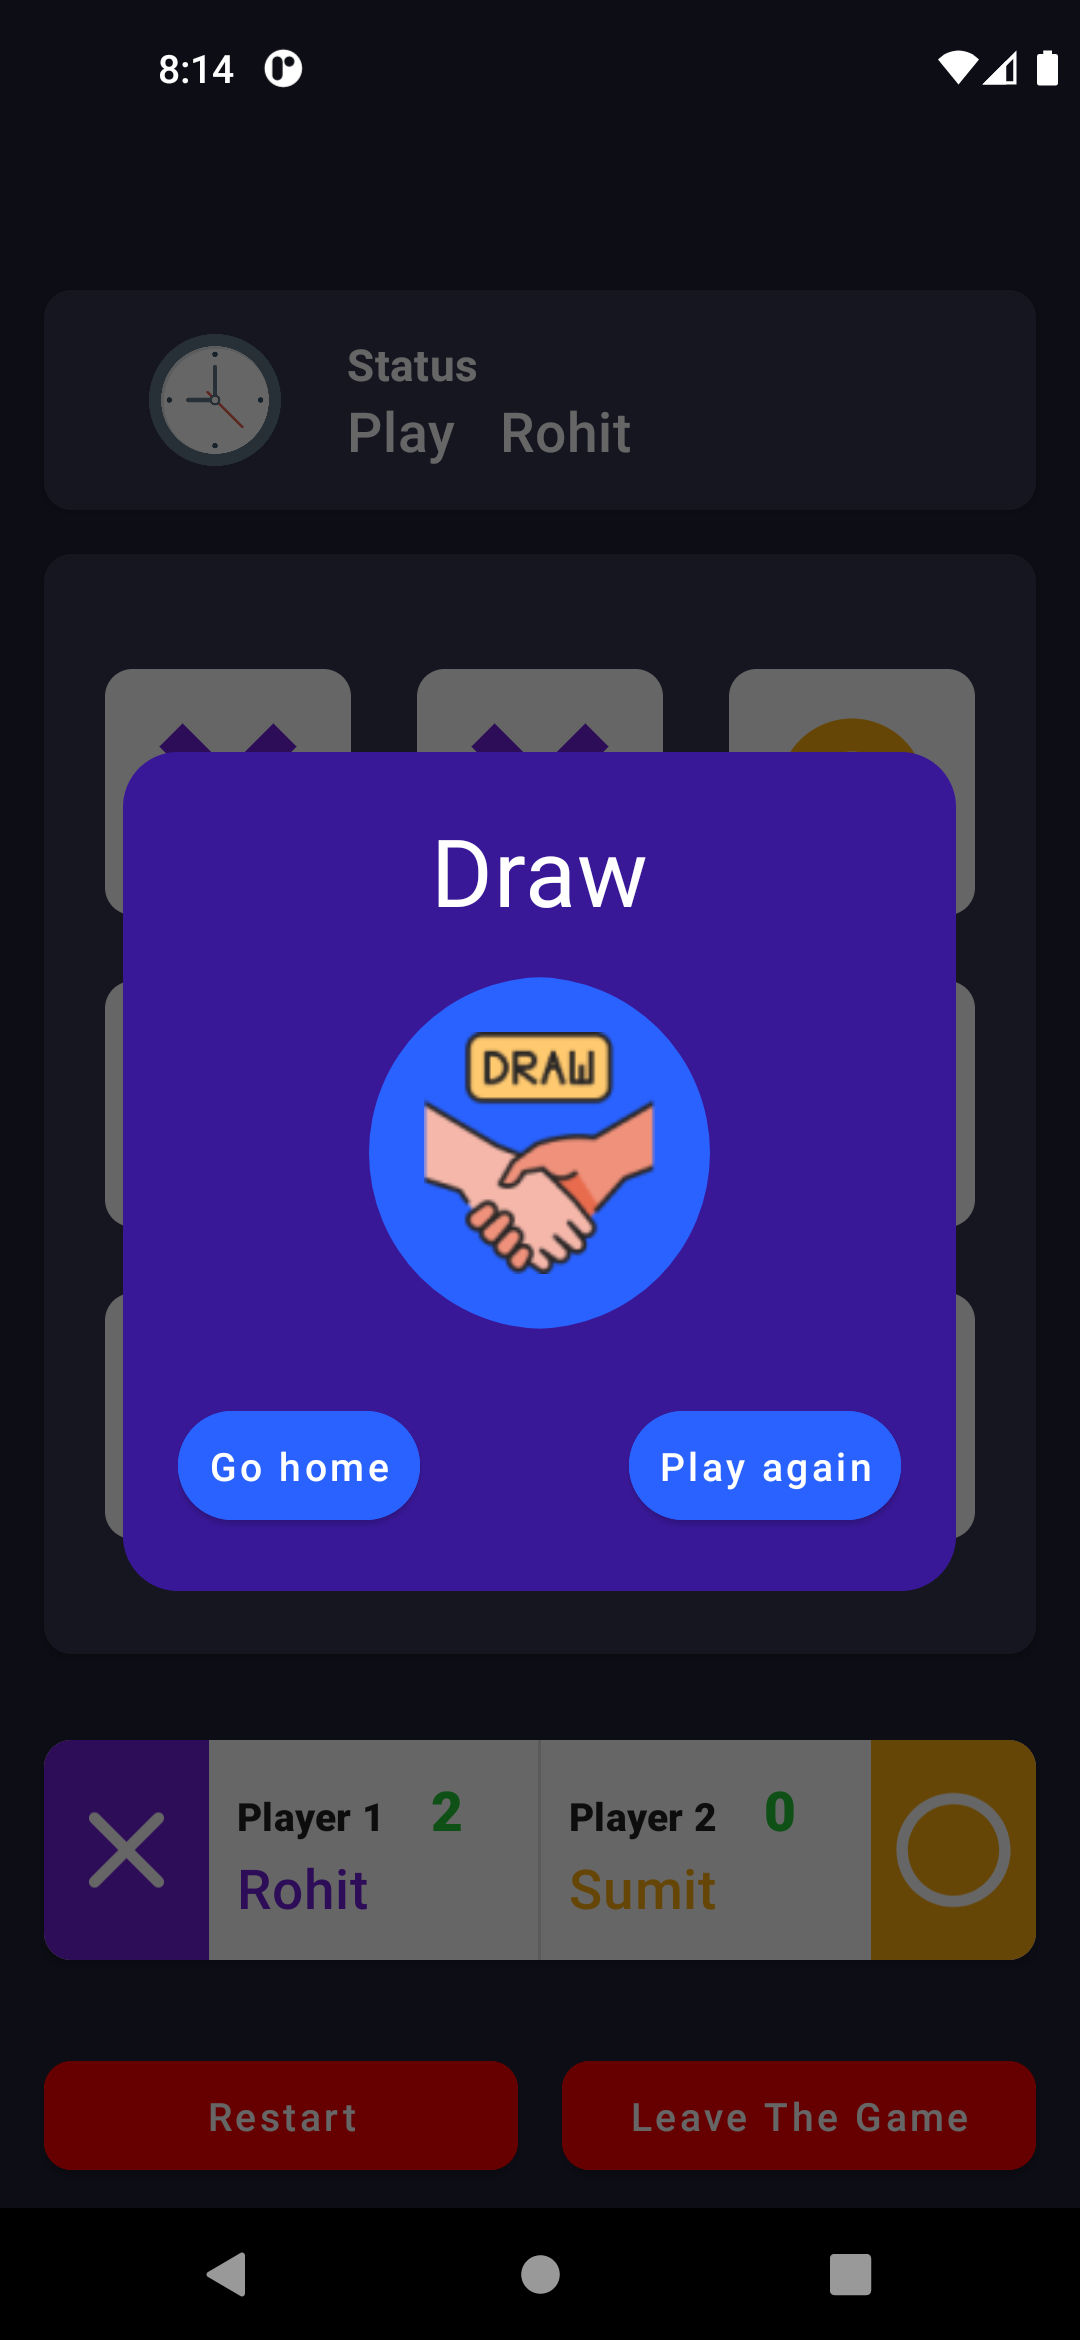 8:14
Status
Play Rohit
Draw
DRAW
Go home
Play again
Player 1 2
Rohit
Player 2 0
Sumit
Restart
Leave The Game